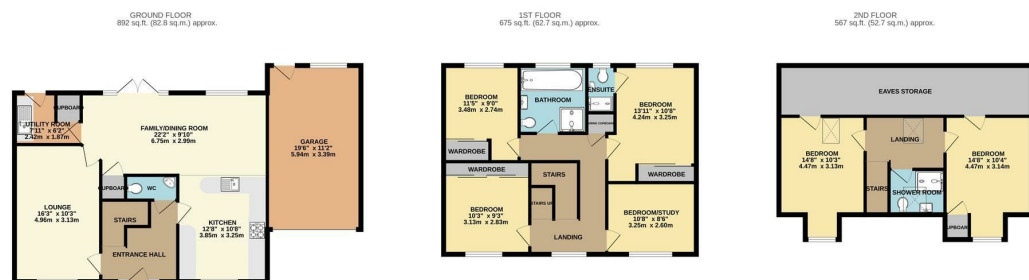 GROUND FLOOR
892 sq.ft. (82.8 sq.m.) approx.
UTILITY ROOM
7'11" x 6'2"
2.42m x 1.87m
CUPBOARD
FAMILY/DINING ROOM
22'2" x 9'10"
6.75m x 2.99m
GARAGE
19'6" x 11'2"
5.94m x 3.39m
LOUNGE
16'3" x 10'3"
4.96m x 3.13m
CUPBOARD
WC
STAIRS
KITCHEN
12'8" x 10'8"
3.85m x 3.25m
ENTRANCE HALL
1ST FLOOR
675 sq.ft. (62.7 sq.m.) approx.
BEDROOM
11'5" x 9'0"
3.48m x 2.74m
BATHROOM
ENSUITE
BEDROOM
13'11" x 10'8"
4.24m x 3.25m
WARDROBE
WARDROBE
STAIRS
WARDROBE
STAIRS UP
BEDROOM
10'3" x 9'3"
3.13m x 2.83m
BEDROOM/STUDY
10'8" x 8'6"
3.25m x 2.60m
LANDING
2ND FLOOR
567 sq.ft. (52.7 sq.m.) approx.
EAVES STORAGE
BEDROOM
14'8" x 10'3"
4.47m x 3.13m
LANDING
BEDROOM
14'8" x 10'4"
4.47m x 3.14m
STAIRS
SHOWER ROOM
UPBOARD